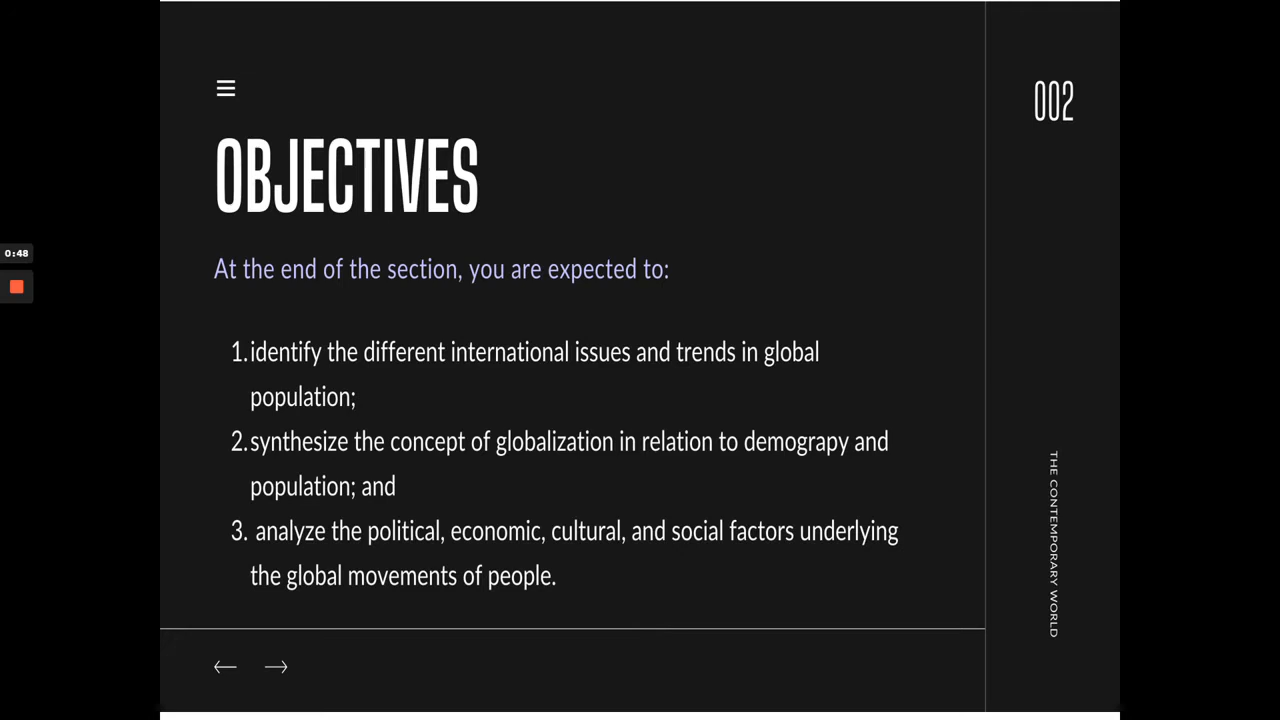 002
OBJECTIVES
0:48
At the end of the section, you are expected to:
1. identify the different international issues and trends in global
population;
2. synthesize the concept of globalization in relation to demograpy and
population; and
3. analyze the political, economic, cultural, and social factors underlying
the global movements of people.
THE CONTEMPORARY WORLD